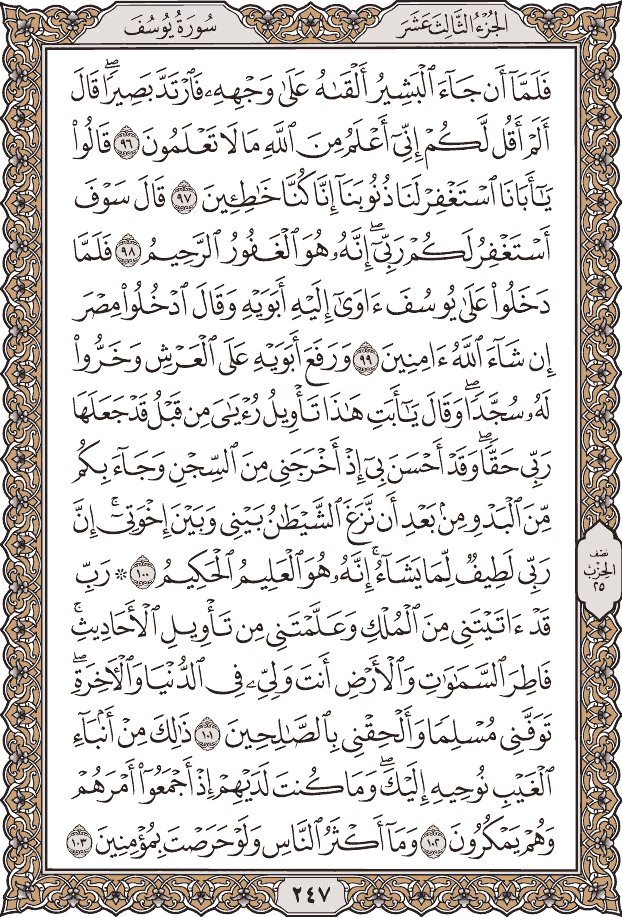 الجزء الثالث عشر
سورة يوسف
فَلَمَّآ أَن جَآءَ ٱلْبَشِيرُ أَلْقَىٰهُ عَلَىٰ وَجْهِهِۦ فَٱرْتَدَّ بَصِيرًا ۖ قَالَ
أَلَمْ أَقُل لَّكُمْ إِنِّىٓ أَعْلَمُ مِنَ ٱللَّهِ مَا لَا تَعْلَمُونَ ٩٦ قَالُوا۟
يَـٰٓأَبَانَا ٱسْتَغْفِرْ لَنَا ذُنُوبَنَآ إِنَّا كُنَّا خَـٰطِـِٔينَ ٩٧ قَالَ سَوْفَ
أَسْتَغْفِرُ لَكُمْ رَبِّىٓ ۖ إِنَّهُۥ هُوَ ٱلْغَفُورُ ٱلرَّحِيمُ ٩٨ فَلَمَّا
دَخَلُوا۟ عَلَىٰ يُوسُفَ ءَاوَىٰٓ إِلَيْهِ أَبَوَيْهِ وَقَالَ ٱدْخُلُوا۟ مِصْرَ
إِن شَآءَ ٱللَّهُ ءَامِنِينَ ٩٩ وَرَفَعَ أَبَوَيْهِ عَلَى ٱلْعَرْشِ وَخَرُّوا۟
لَهُۥ سُجَّدًا ۖ وَقَالَ يَـٰٓأَبَتِ هَـٰذَا تَأْوِيلُ رُءْيَـٰىَ مِن قَبْلُ قَدْ جَعَلَهَا
رَبِّى حَقًّا ۖ وَقَدْ أَحْسَنَ بِىٓ إِذْ أَخْرَجَنِى مِنَ ٱلسِّجْنِ وَجَآءَ بِكُم
مِّنَ ٱلْبَدْوِ مِنۢ بَعْدِ أَن نَّزَغَ ٱلشَّيْطَـٰنُ بَيْنِى وَبَيْنَ إِخْوَتِىٓ ۚ إِنَّ
رَبِّى لَطِيفٌ لِّمَا يَشَآءُ ۚ إِنَّهُۥ هُوَ ٱلْعَلِيمُ ٱلْحَكِيمُ ١٠٠ ۞ رَبِّ
قَدْ ءَاتَيْتَنِى مِنَ ٱلْمُلْكِ وَعَلَّمْتَنِى مِن تَأْوِيلِ ٱلْأَحَادِيثِ ۚ
فَاطِرَ ٱلسَّمَـٰوَٰتِ وَٱلْأَرْضِ أَنتَ وَلِىِّۦ فِى ٱلدُّنْيَا وَٱلْـَٔاخِرَةِ ۖ
تَوَفَّنِى مُسْلِمًا وَأَلْحِقْنِى بِٱلصَّـٰلِحِينَ ١٠١ ذَٰلِكَ مِنْ أَنۢبَآءِ
ٱلْغَيْبِ نُوحِيهِ إِلَيْكَ ۖ وَمَا كُنتَ لَدَيْهِمْ إِذْ أَجْمَعُوٓا۟ أَمْرَهُمْ
وَهُمْ يَمْكُرُونَ ١٠٢ وَمَآ أَكْثَرُ ٱلنَّاسِ وَلَوْ حَرَصْتَ بِمُؤْمِنِينَ ١٠٣
نصف
الحزب
٢٥
٢٤٧